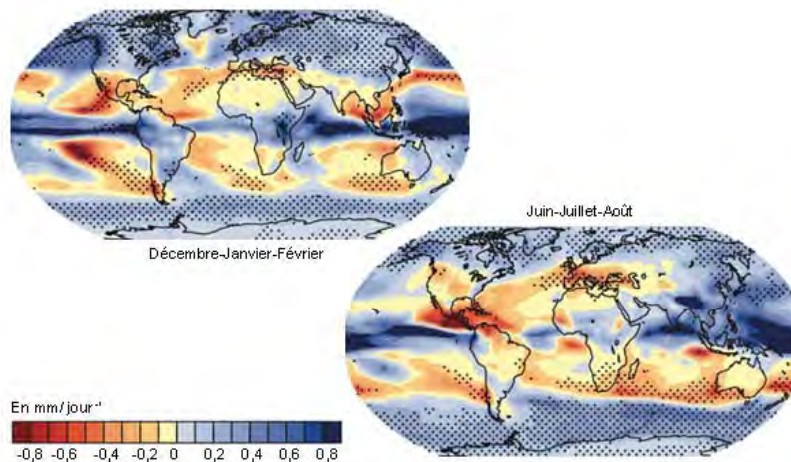 Juin-Juillet-Août
Décembre-Janvier-Février
En mm/jour⁻¹
-0,8 -0,6 -0,4 -0,2 0 0,2 0,4 0,6 0,8